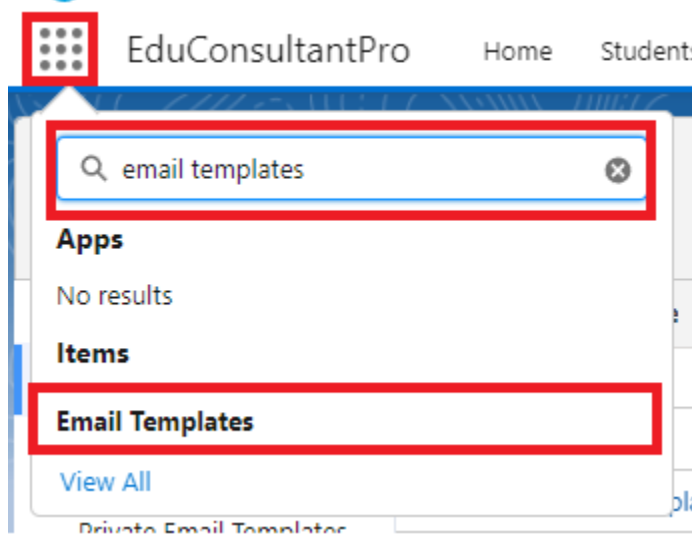 EduConsultantPro Home Students
email templates
Apps
No results
Items
Email Templates
View All
Private Email Templates